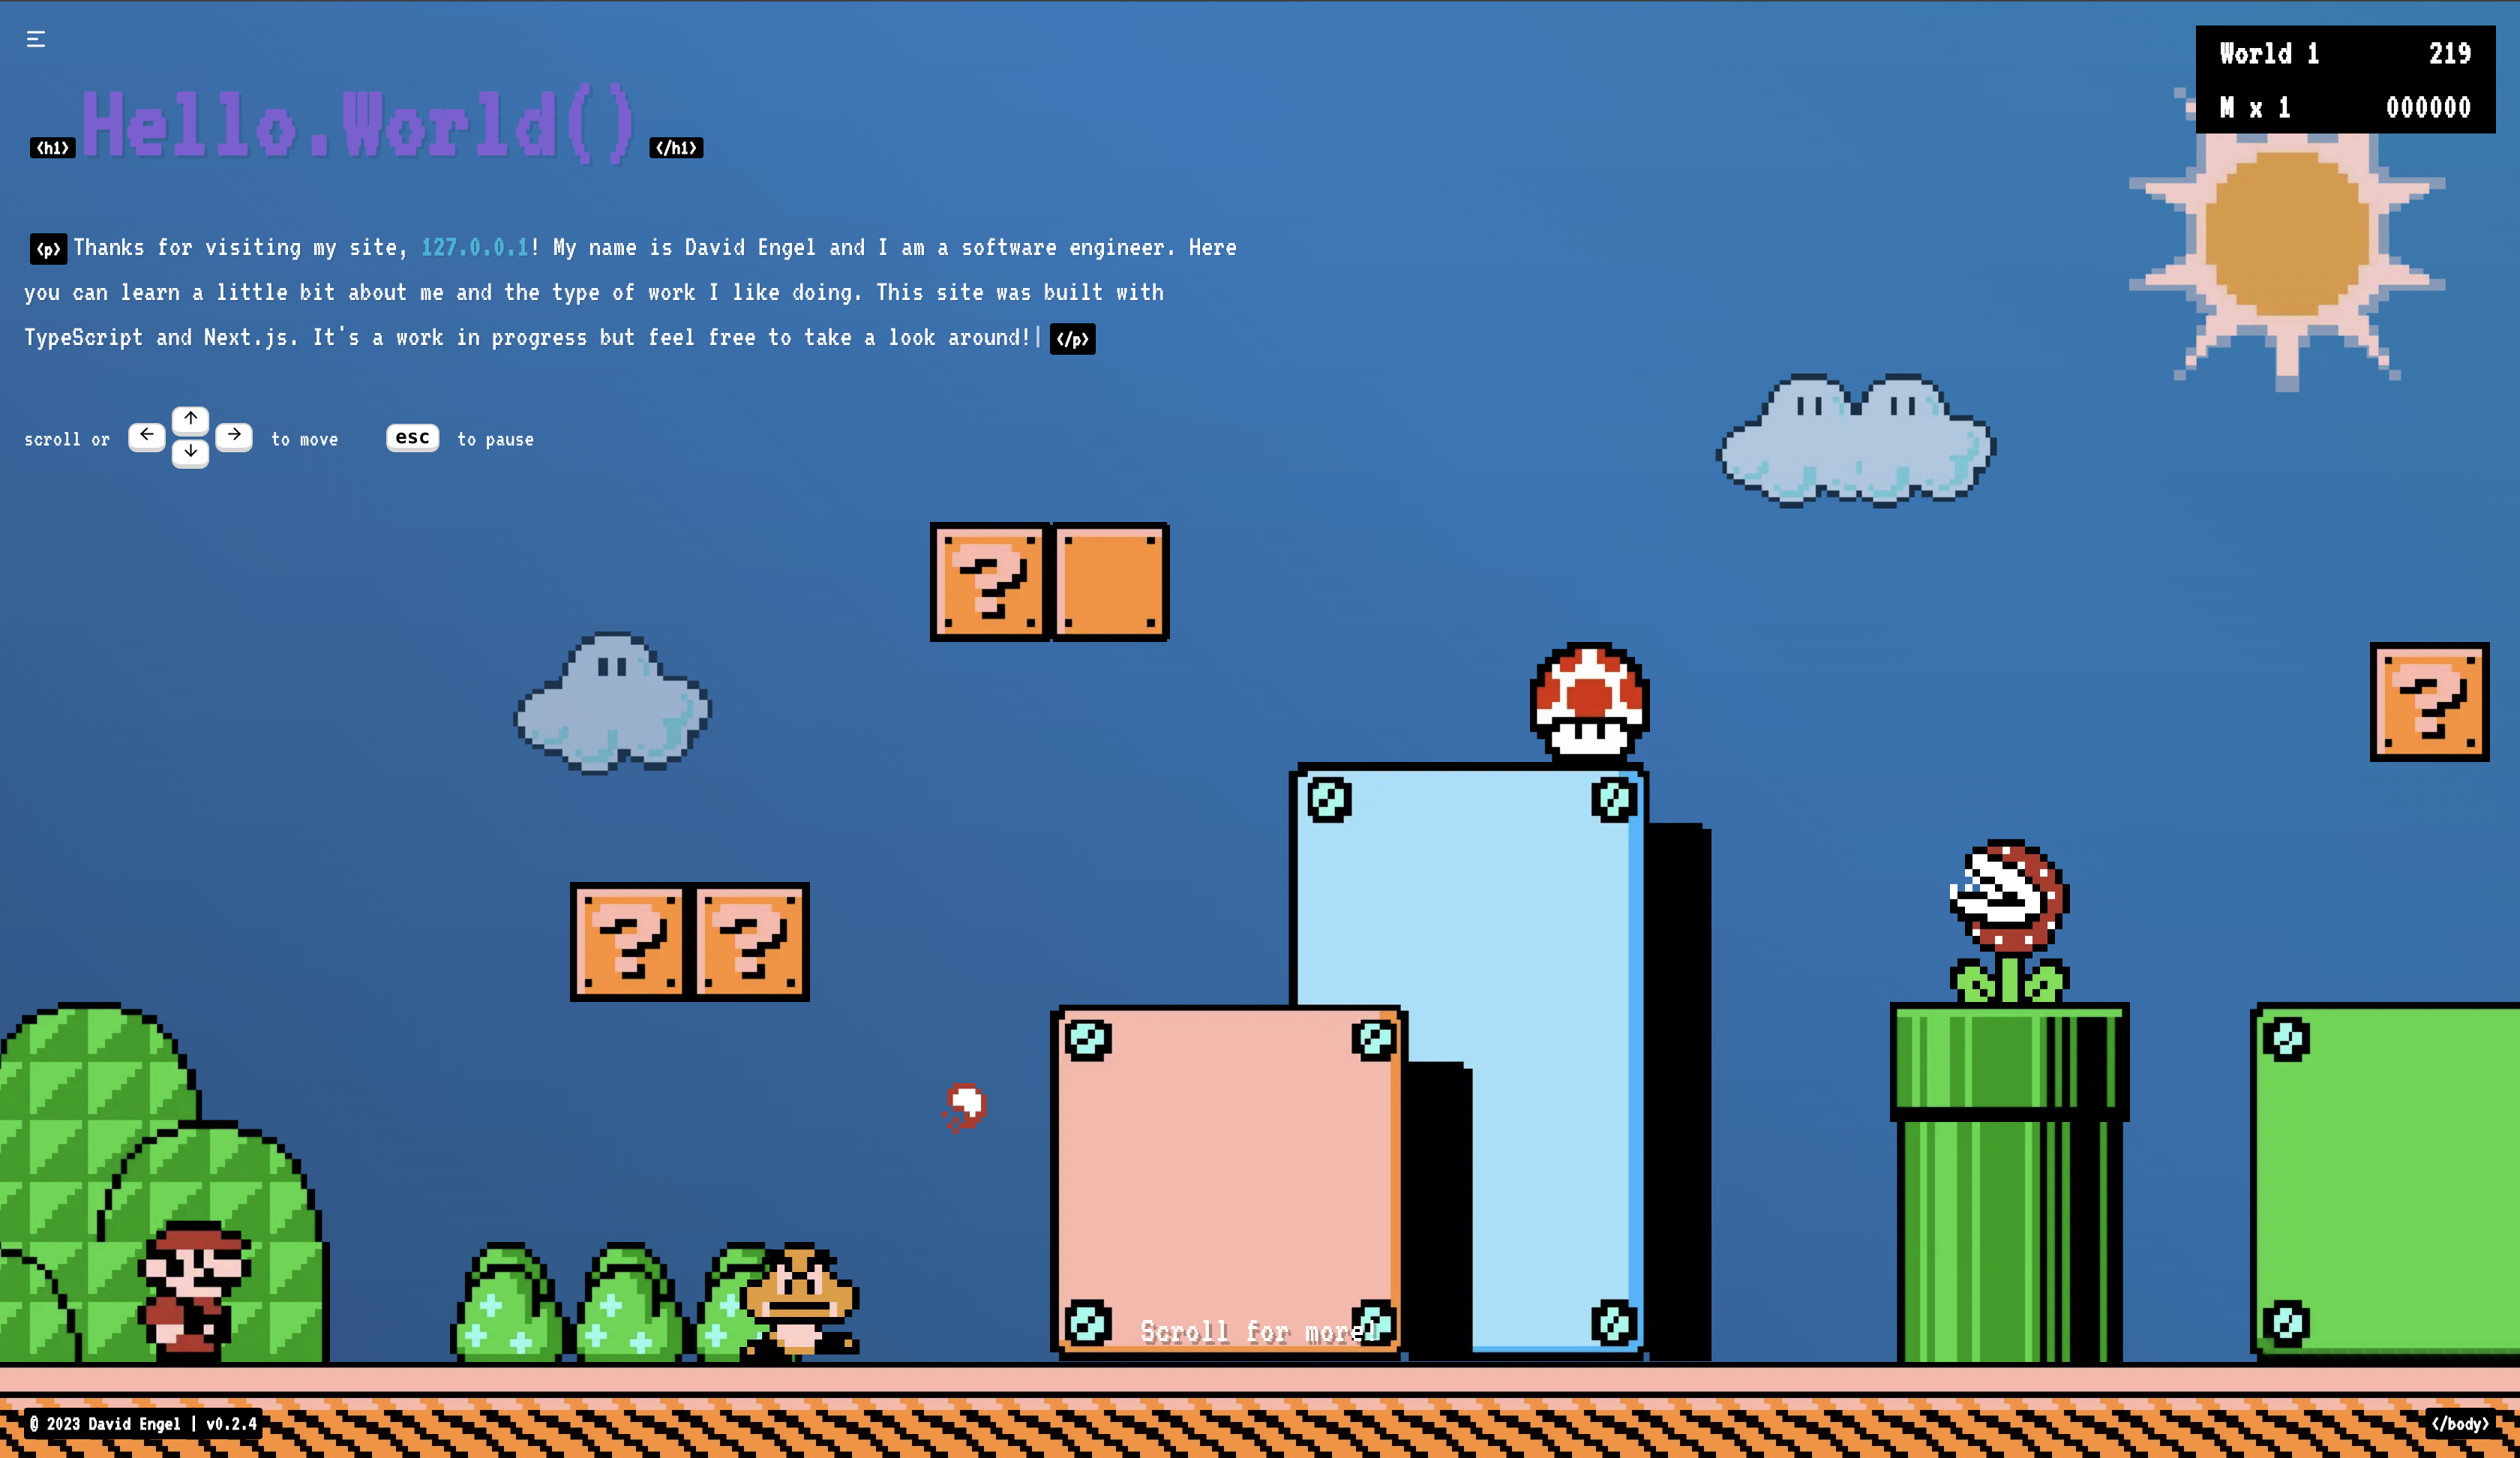 World 1 219
M x 1 000000
<h1> Hello.World() </h1>
<p> Thanks for visiting my site, 127.0.0.1! My name is David Engel and I am a software engineer. Here
you can learn a little bit about me and the type of work I like doing. This site was built with
TypeScript and Next.js. It's a work in progress but feel free to take a look around!| </p>
scroll or ← ↑ ↓ → to move esc to pause
? 
?
? ?
Scroll for more!
© 2023 David Engel | v0.2.4 </body>